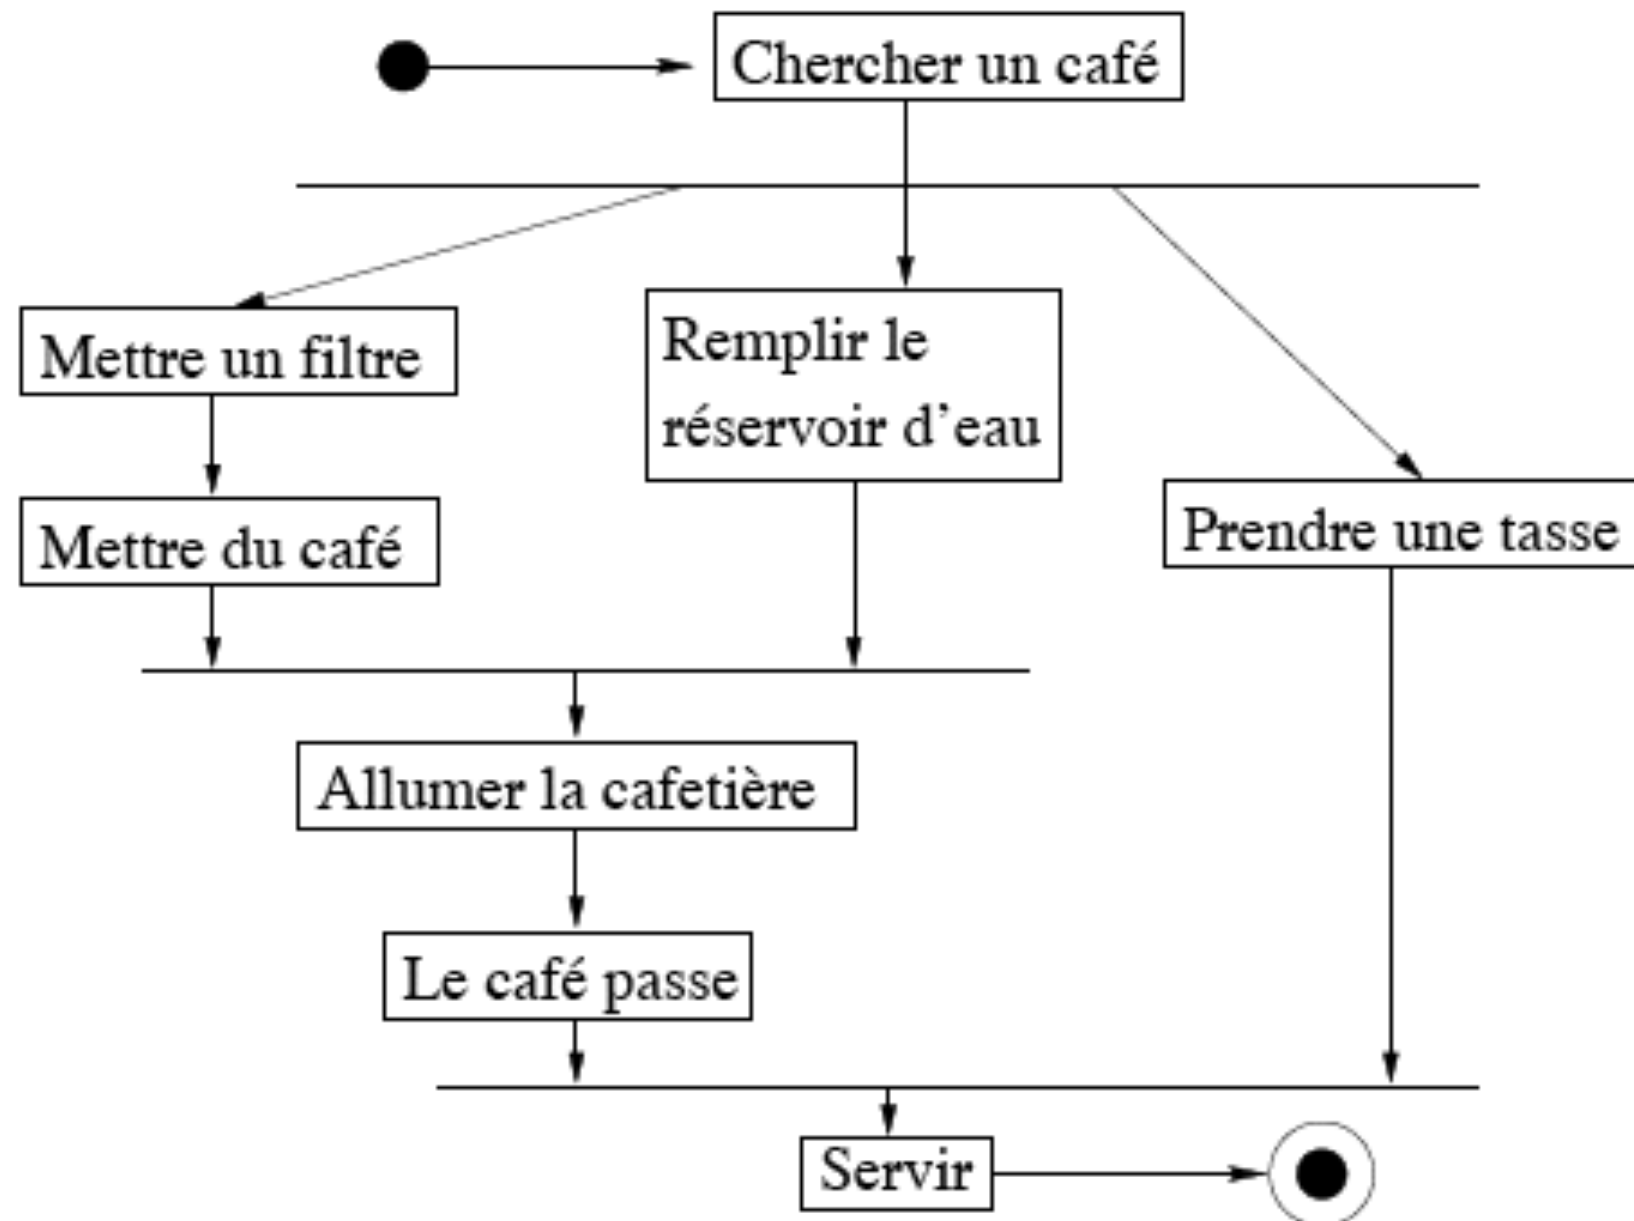 Chercher un café
Mettre un filtre
Remplir le
réservoir d'eau
Mettre du café
Prendre une tasse
Allumer la cafetière
Le café passe
Servir